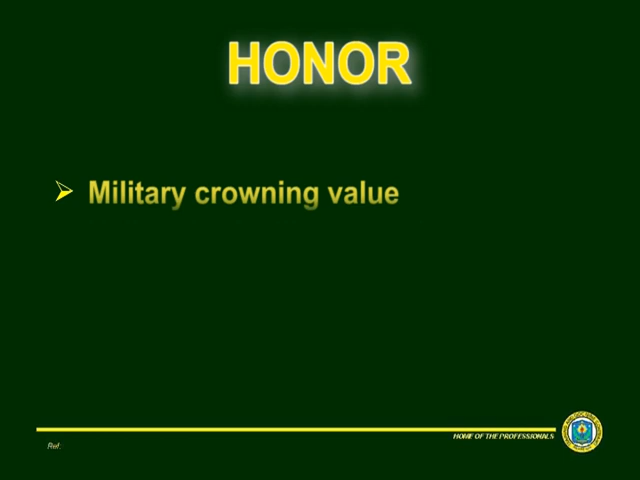 HONOR
➢ Military crowning value
HOME OF THE PROFESSIONALS
Ref: